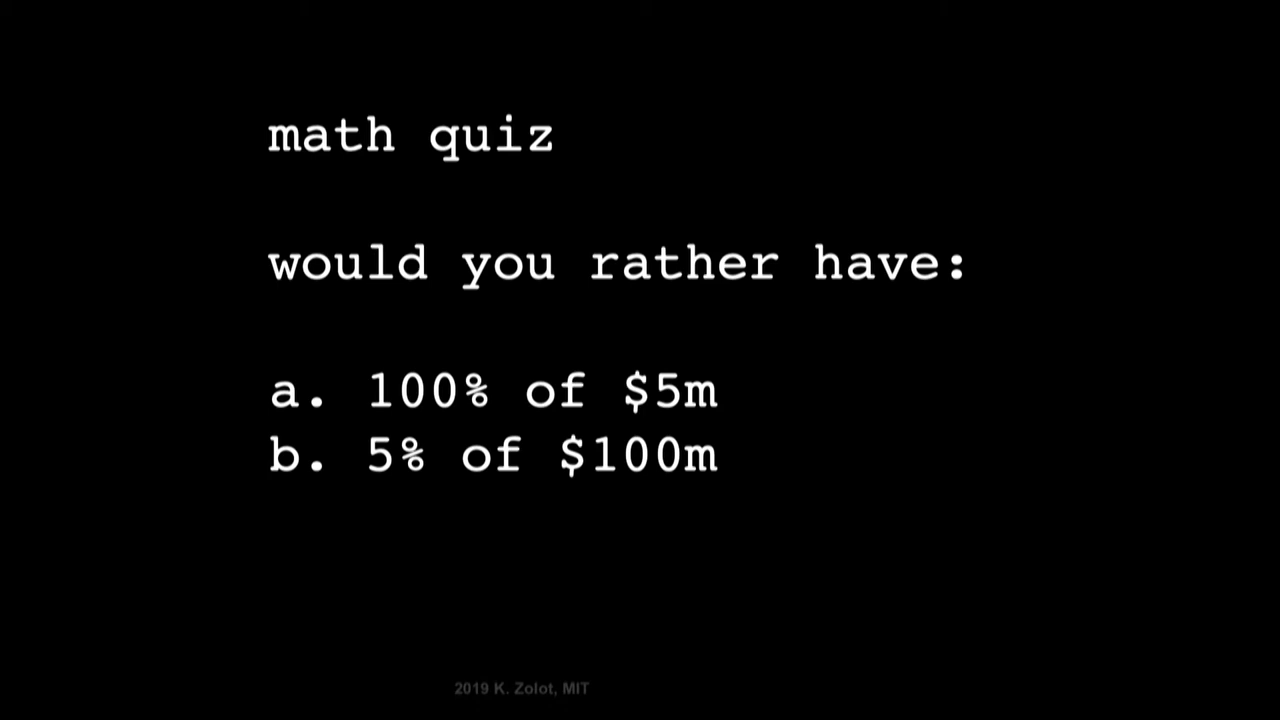 math quiz
would you rather have:
a. 100% of $5m
b. 5% of $100m
2019 K. Zolot, MIT